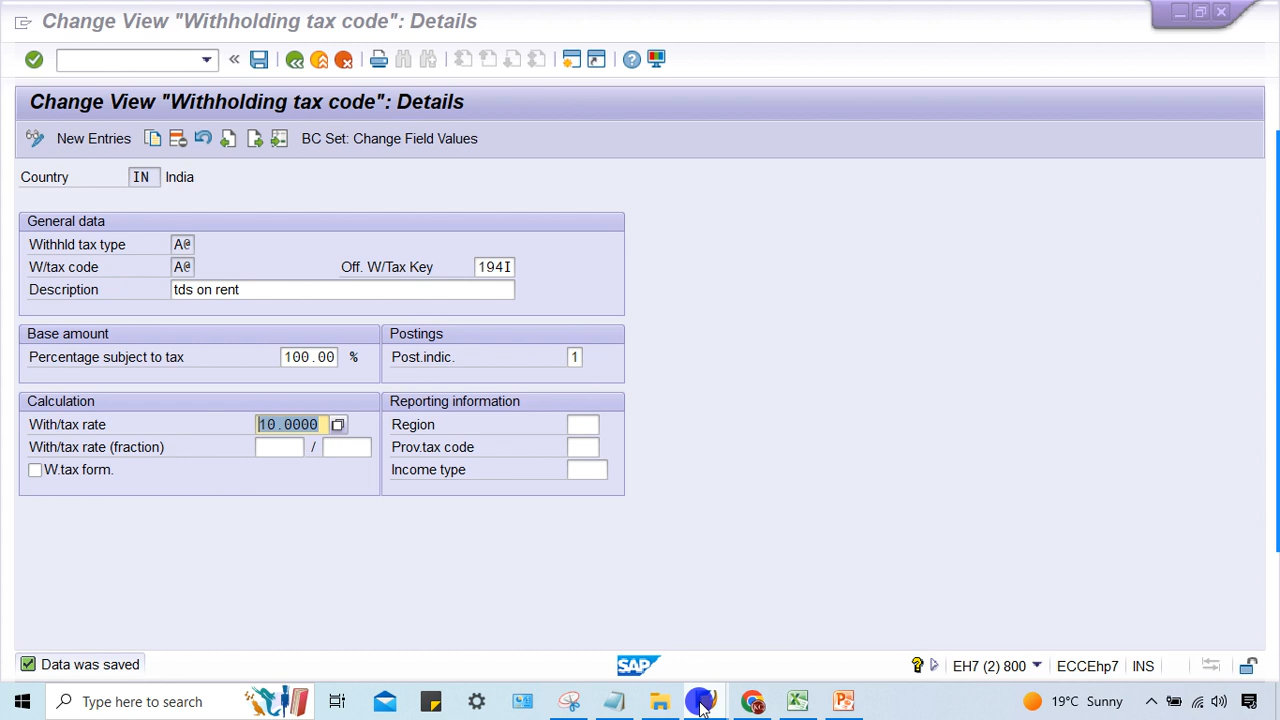 Change View "Withholding tax code": Details
Change View "Withholding tax code": Details
New Entries BC Set: Change Field Values
Country IN India
General data
Withhld tax type A@
W/tax code A@ Off. W/Tax Key 194I
Description tds on rent
Base amount Postings
Percentage subject to tax 100.00 % Post.indic. 1
Calculation Reporting information
With/tax rate 10.0000 Region
With/tax rate (fraction) / Prov.tax code
W.tax form. Income type
Data was saved SAP EH7 (2) 800 ECCEhp7 INS
Type here to search 19°C Sunny